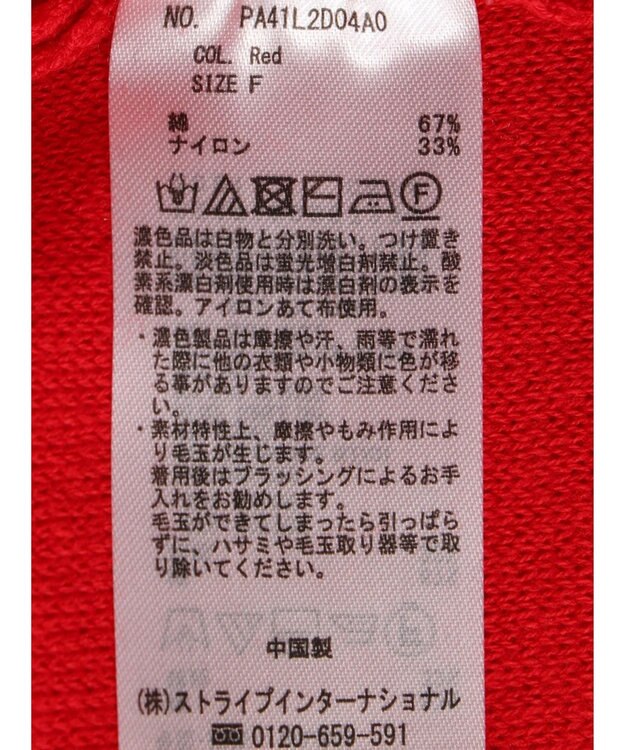 NO. PA41L2D04A0
COL. Red
SIZE F
綿 67%
ナイロン 33%
F
濃色品は白物と分別洗い。つけ置き
禁止。淡色品は蛍光増白剤禁止。酸
素系漂白剤使用時は漂白剤の表示を
確認。アイロンあて布使用。
・濃色製品は摩擦や汗、雨等で濡れ
た際に他の衣類や小物類に色が移
る事がありますのでご注意くださ
い。
・素材特性上、摩擦やもみ作用によ
り毛玉が生じます。
着用後はブラッシングによるお手
入れをお勧めします。
毛玉ができてしまったら引っぱら
ずに、ハサミや毛玉取り器等で取
り除いてください。
中国製
(株)ストライプインターナショナル
0120-659-591